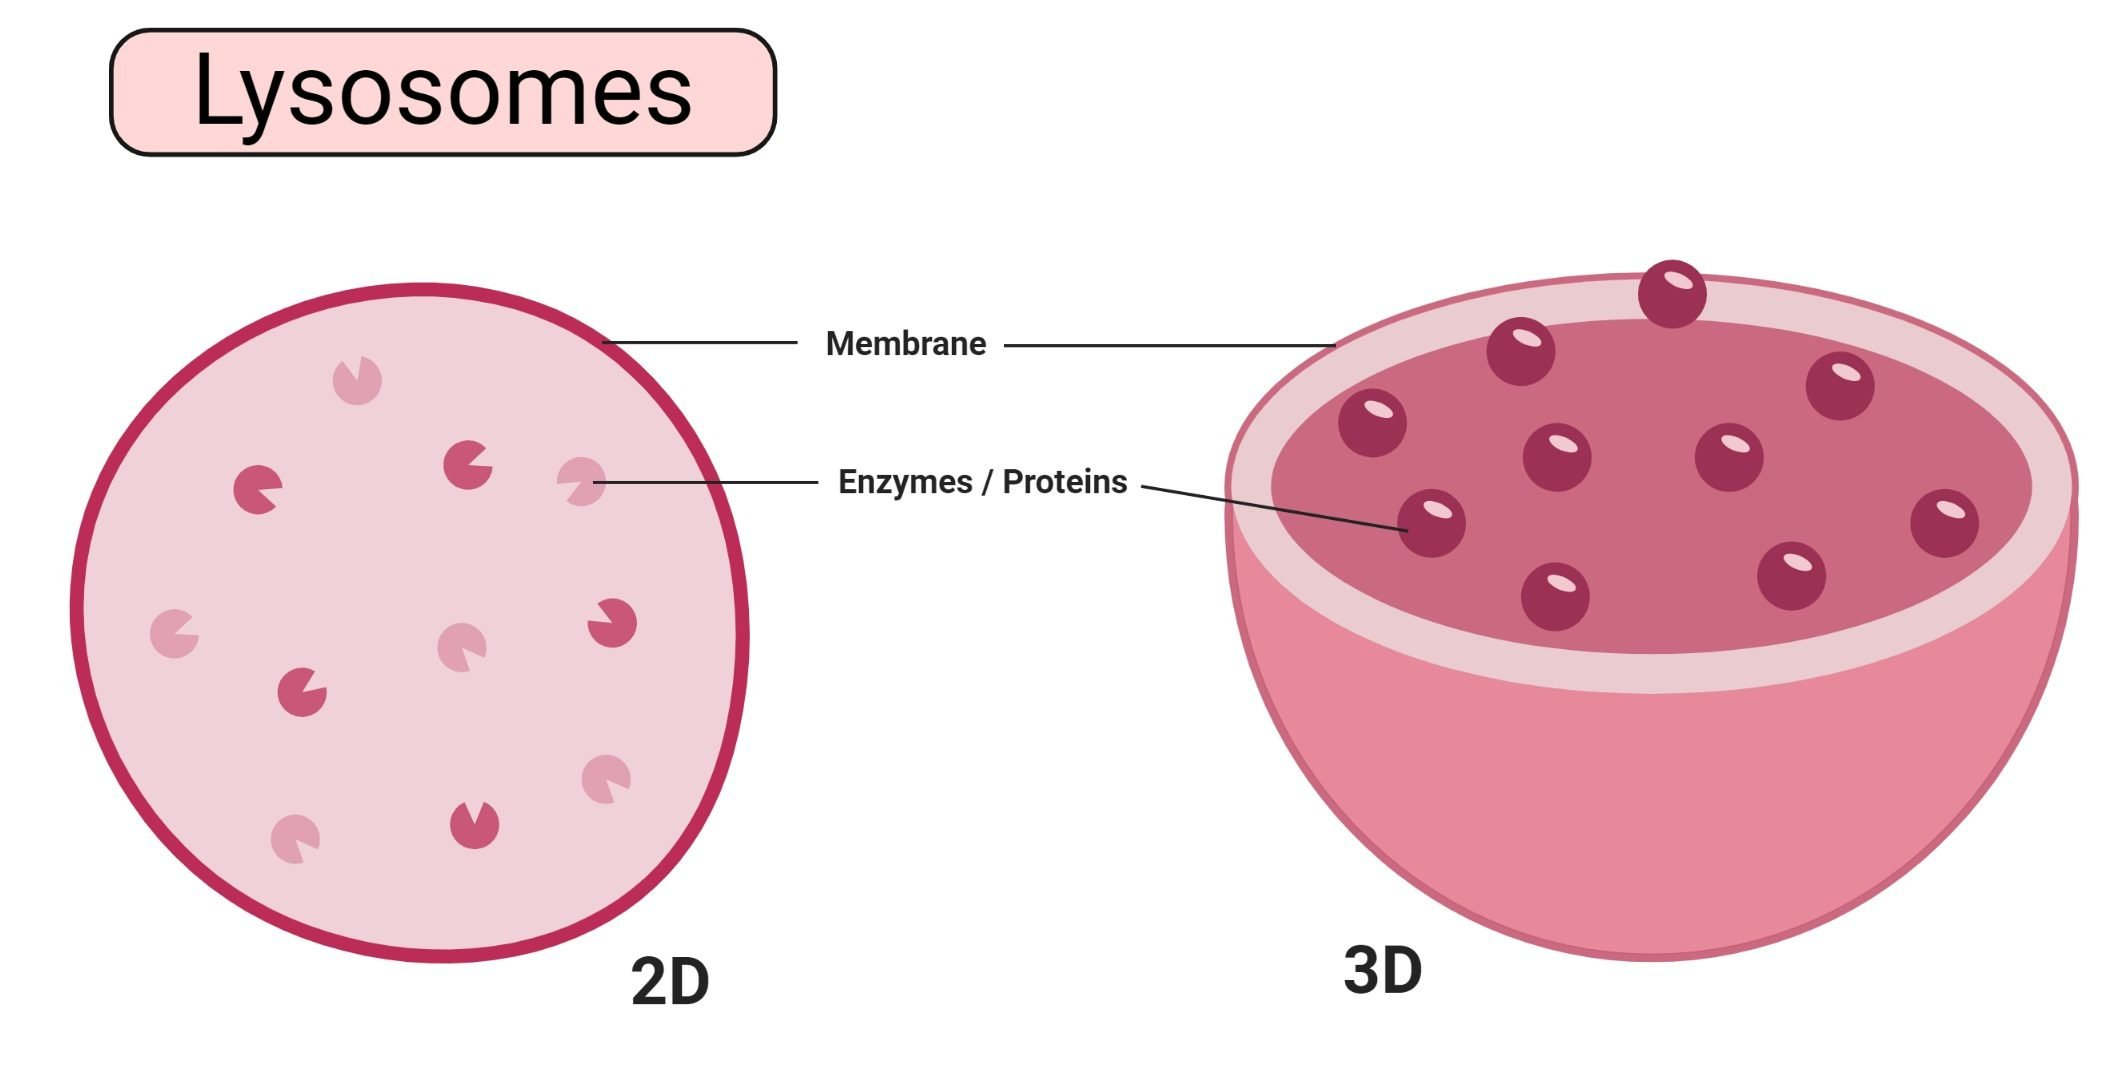 Lysosomes
Membrane
Enzymes / Proteins
2D
3D